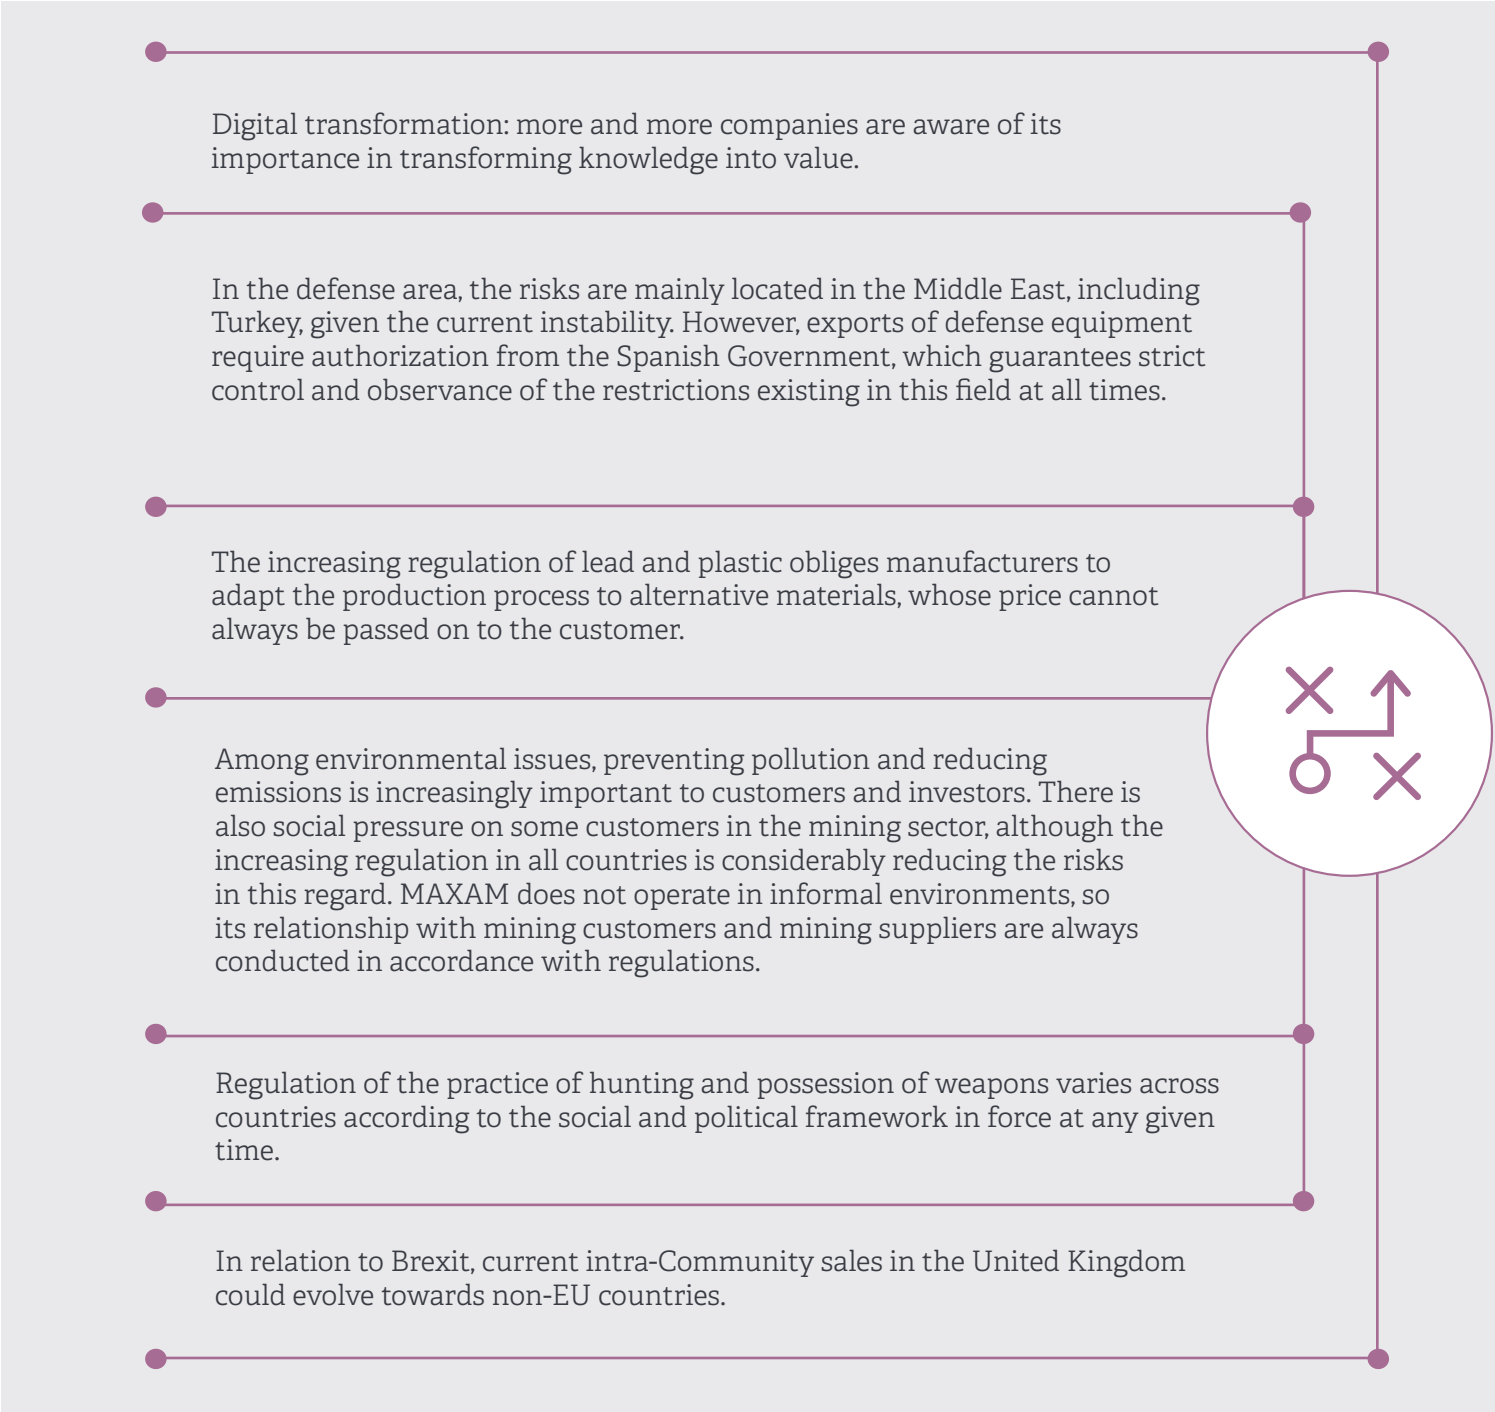 Digital transformation: more and more companies are aware of its
importance in transforming knowledge into value.
In the defense area, the risks are mainly located in the Middle East, including
Turkey, given the current instability. However, exports of defense equipment
require authorization from the Spanish Government, which guarantees strict
control and observance of the restrictions existing in this field at all times.
The increasing regulation of lead and plastic obliges manufacturers to
adapt the production process to alternative materials, whose price cannot
always be passed on to the customer.
Among environmental issues, preventing pollution and reducing
emissions is increasingly important to customers and investors. There is
also social pressure on some customers in the mining sector, although the
increasing regulation in all countries is considerably reducing the risks
in this regard. MAXAM does not operate in informal environments, so
its relationship with mining customers and mining suppliers are always
conducted in accordance with regulations.
Regulation of the practice of hunting and possession of weapons varies across
countries according to the social and political framework in force at any given
time.
In relation to Brexit, current intra-Community sales in the United Kingdom
could evolve towards non-EU countries.